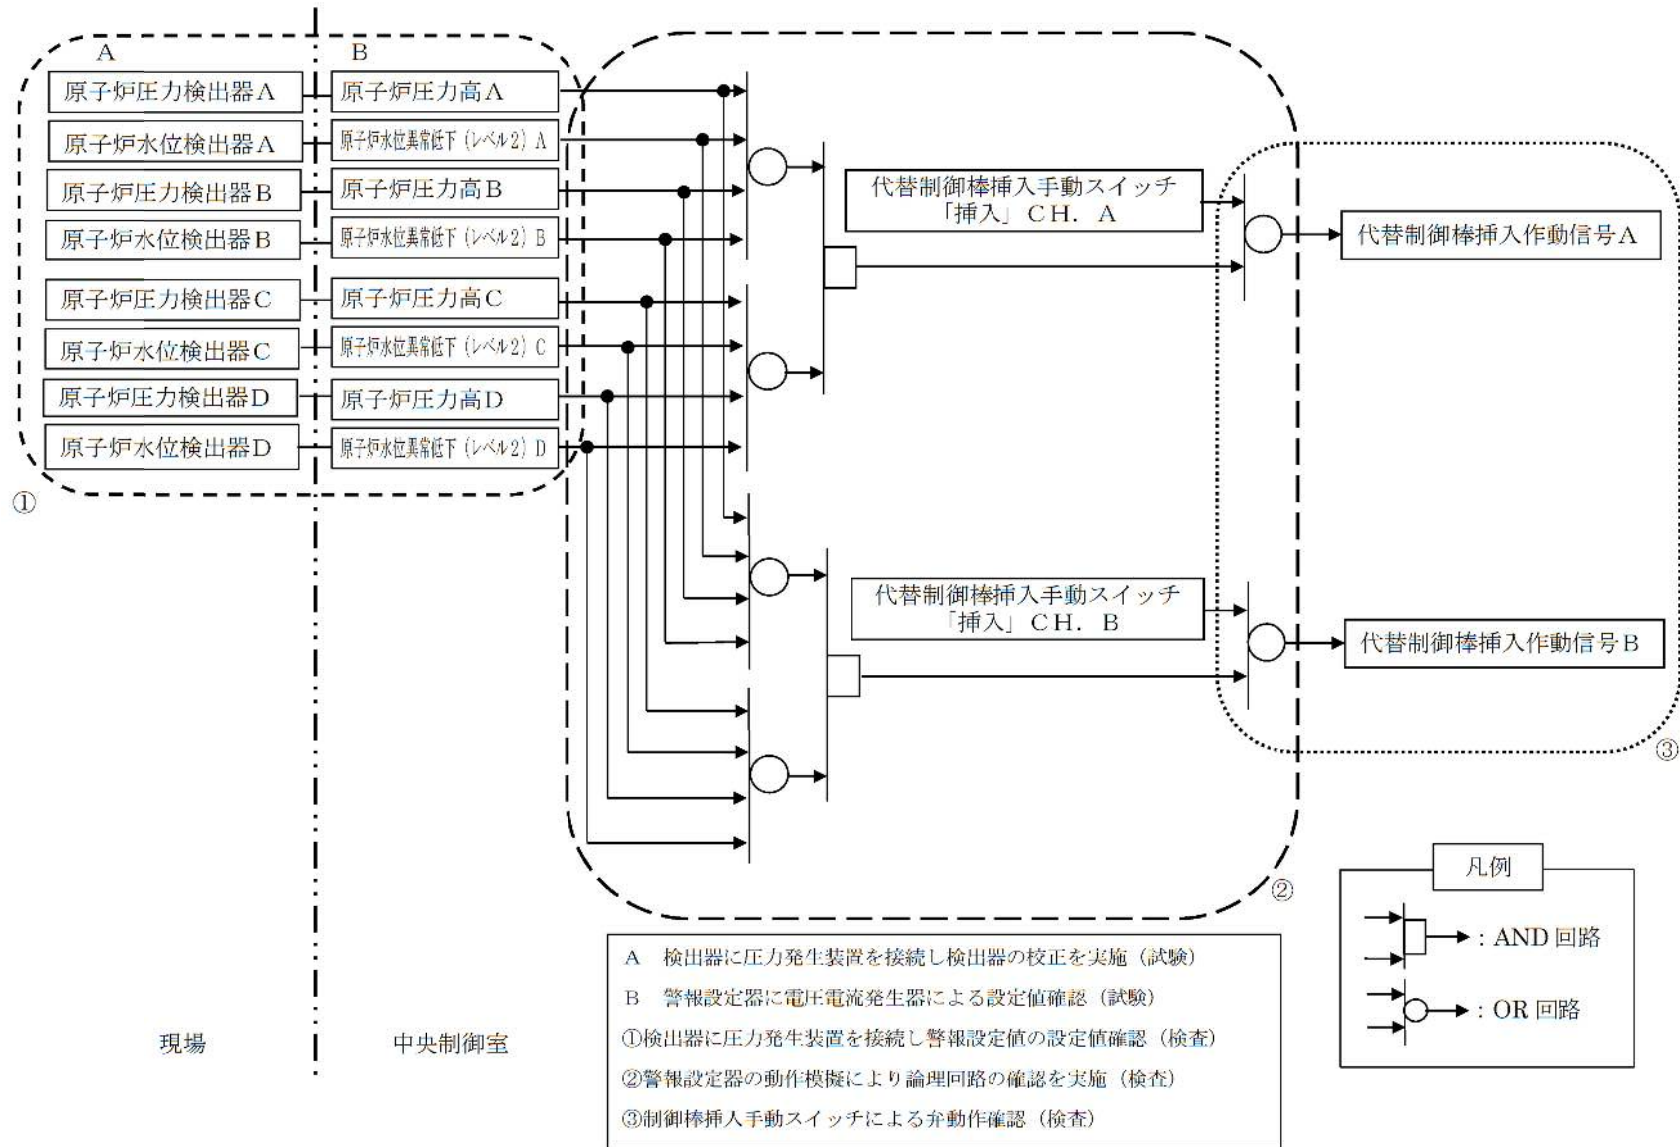 A
B
原子炉圧力検出器A
原子炉圧力高A
原子炉水位検出器A
原子炉水位異常低下(レベル2)A
原子炉圧力検出器B
原子炉圧力高B
原子炉水位検出器B
原子炉水位異常低下(レベル2)B
原子炉圧力検出器C
原子炉圧力高C
原子炉水位検出器C
原子炉水位異常低下(レベル2)C
原子炉圧力検出器D
原子炉圧力高D
原子炉水位検出器D
原子炉水位異常低下(レベル2)D
①
代替制御棒挿入手動スイッチ
「挿入」CH. A
代替制御棒挿入作動信号A
代替制御棒挿入手動スイッチ
「挿入」CH. B
代替制御棒挿入作動信号B
③
②
凡例
:AND 回路
:OR 回路
現場
中央制御室
A 検出器に圧力発生装置を接続し検出器の校正を実施(試験)
B 警報設定器に電圧電流発生器による設定値確認(試験)
①検出器に圧力発生装置を接続し警報設定値の設定値確認(検査)
②警報設定器の動作模擬により論理回路の確認を実施(検査)
③制御棒挿入手動スイッチによる弁動作確認(検査)